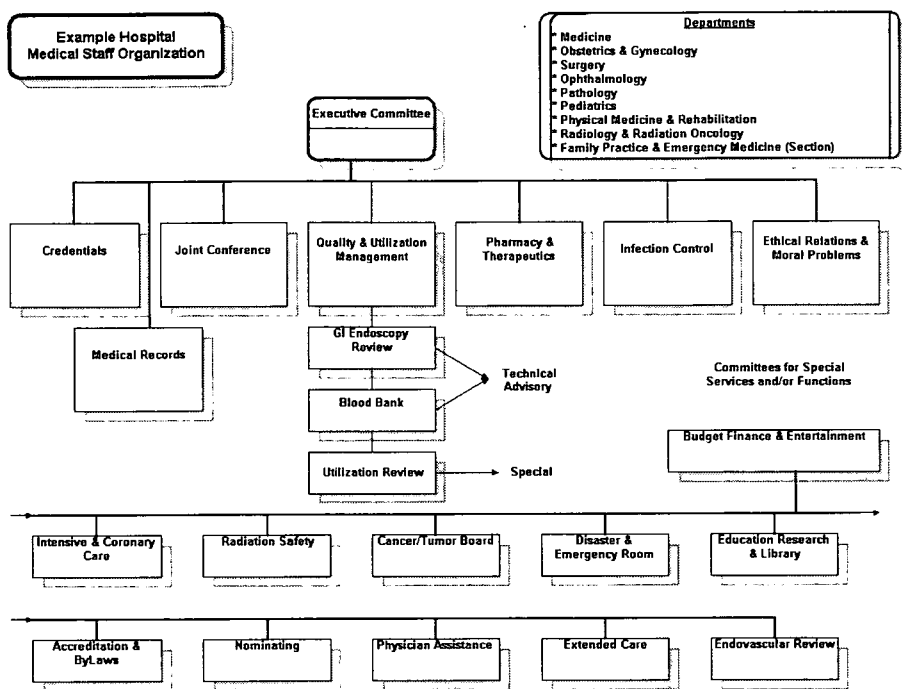 Example Hospital
Medical Staff Organization
Departments
* Medicine
* Obstetrics & Gynecology
* Surgery
* Ophthalmology
* Pathology
* Pediatrics
* Physical Medicine & Rehabilitation
* Radiology & Radiation Oncology
* Family Practice & Emergency Medicine (Section)
Executive Committee
Credentials
Joint Conference
Quality & Utilization
Management
Pharmacy &
Therapeutics
Infection Control
Ethical Relations &
Moral Problems
Medical Records
GI Endoscopy
Review
Technical
Advisory
Blood Bank
Utilization Review
Special
Committees for Special
Services and/or Functions
Budget Finance & Entertainment
Intensive & Coronary
Care
Radiation Safety
Cancer/Tumor Board
Disaster &
Emergency Room
Education Research
& Library
Accreditation &
ByLaws
Nominating
Physician Assistance
Extended Care
Endovascular Review